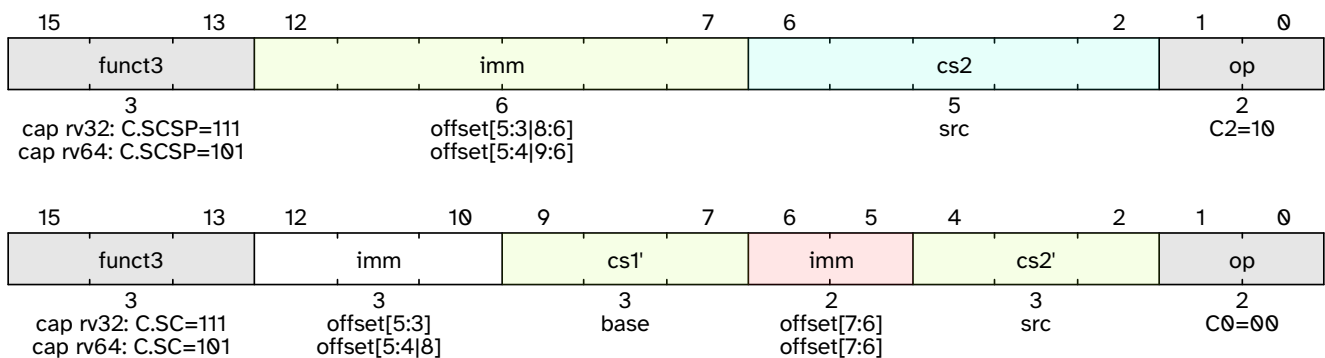 15 13 12 7 6 2 1 0
funct3 imm cs2 op
3 6 5 2
cap rv32: C.SCSP=111 offset[5:3|8:6] src C2=10
cap rv64: C.SCSP=101 offset[5:4|9:6]
15 13 12 10 9 7 6 5 4 2 1 0
funct3 imm cs1' imm cs2' op
3 3 3 2 3 2
cap rv32: C.SC=111 offset[5:3] base offset[7:6] src C0=00
cap rv64: C.SC=101 offset[5:4|8] offset[7:6]